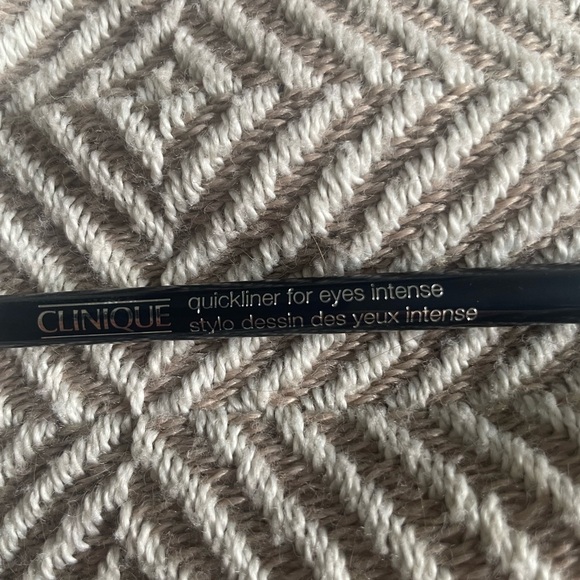 CLINIQUE
quickliner for eyes intense
stylo dessin des yeux intense